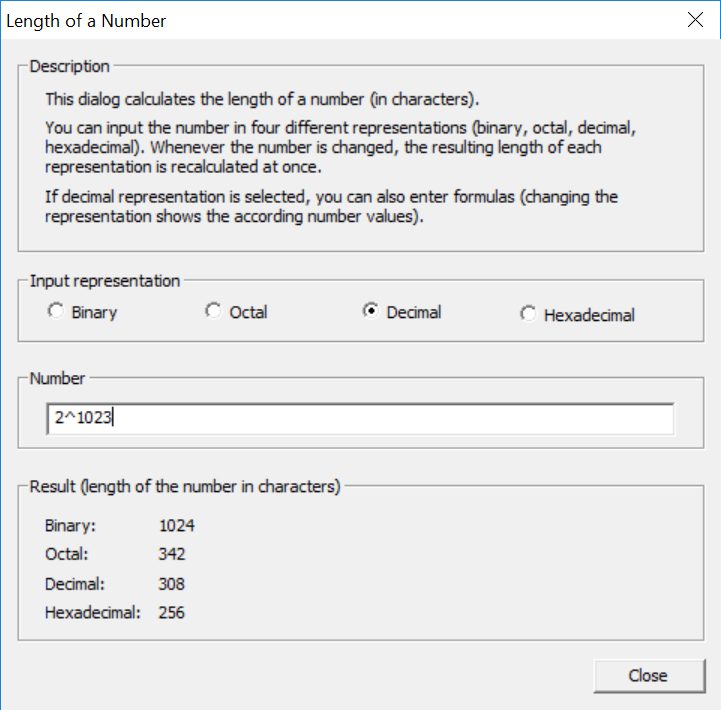 Length of a Number
Description
This dialog calculates the length of a number (in characters).
You can input the number in four different representations (binary, octal, decimal,
hexadecimal). Whenever the number is changed, the resulting length of each
representation is recalculated at once.
If decimal representation is selected, you can also enter formulas (changing the
representation shows the according number values).
Input representation
Binary Octal Decimal Hexadecimal
Number
2^1023
Result (length of the number in characters)
Binary: 1024
Octal: 342
Decimal: 308
Hexadecimal: 256
Close